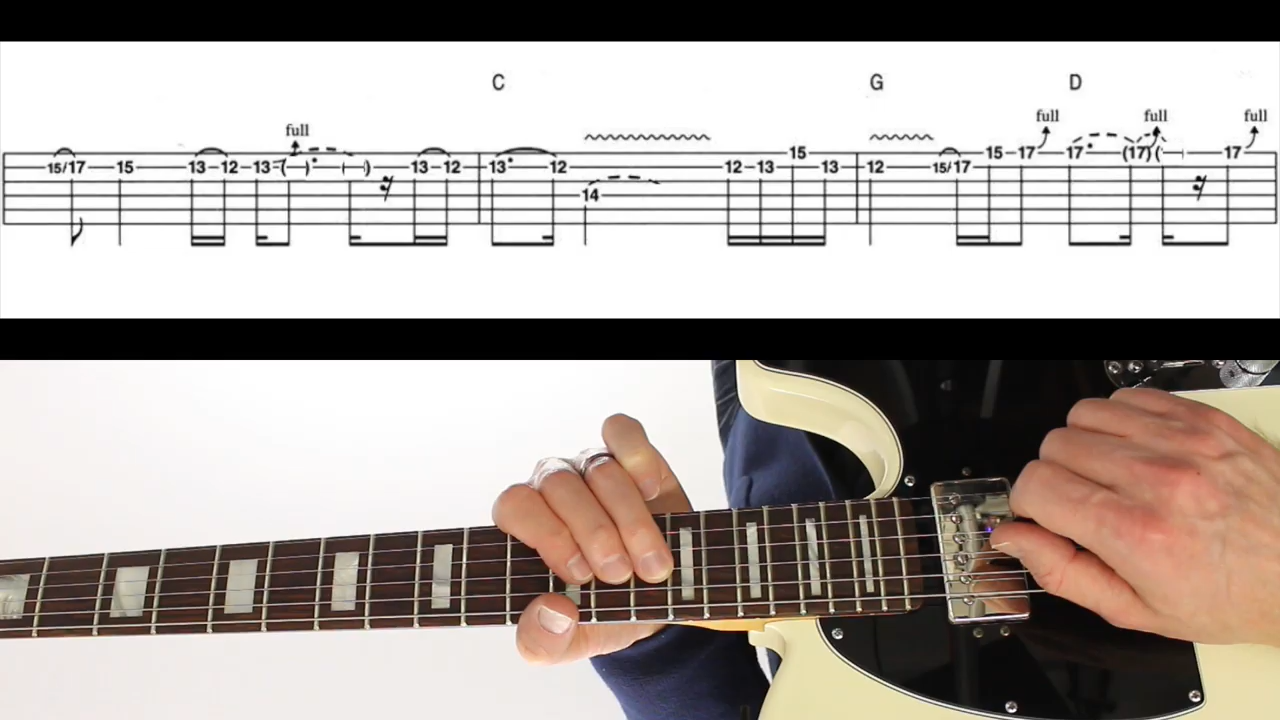 C G D
full full full full
15 17 17 (17) ( 17
15/17 15 13 12 13 ( ) ( ) 13 12 13 12 12 13 13 12 15/17
14